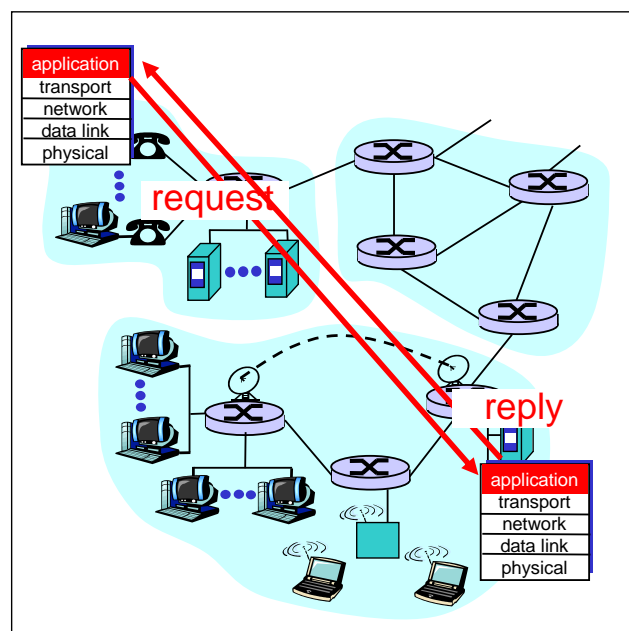 application
transport
network
data link
physical
request
reply
application
transport
network
data link
physical